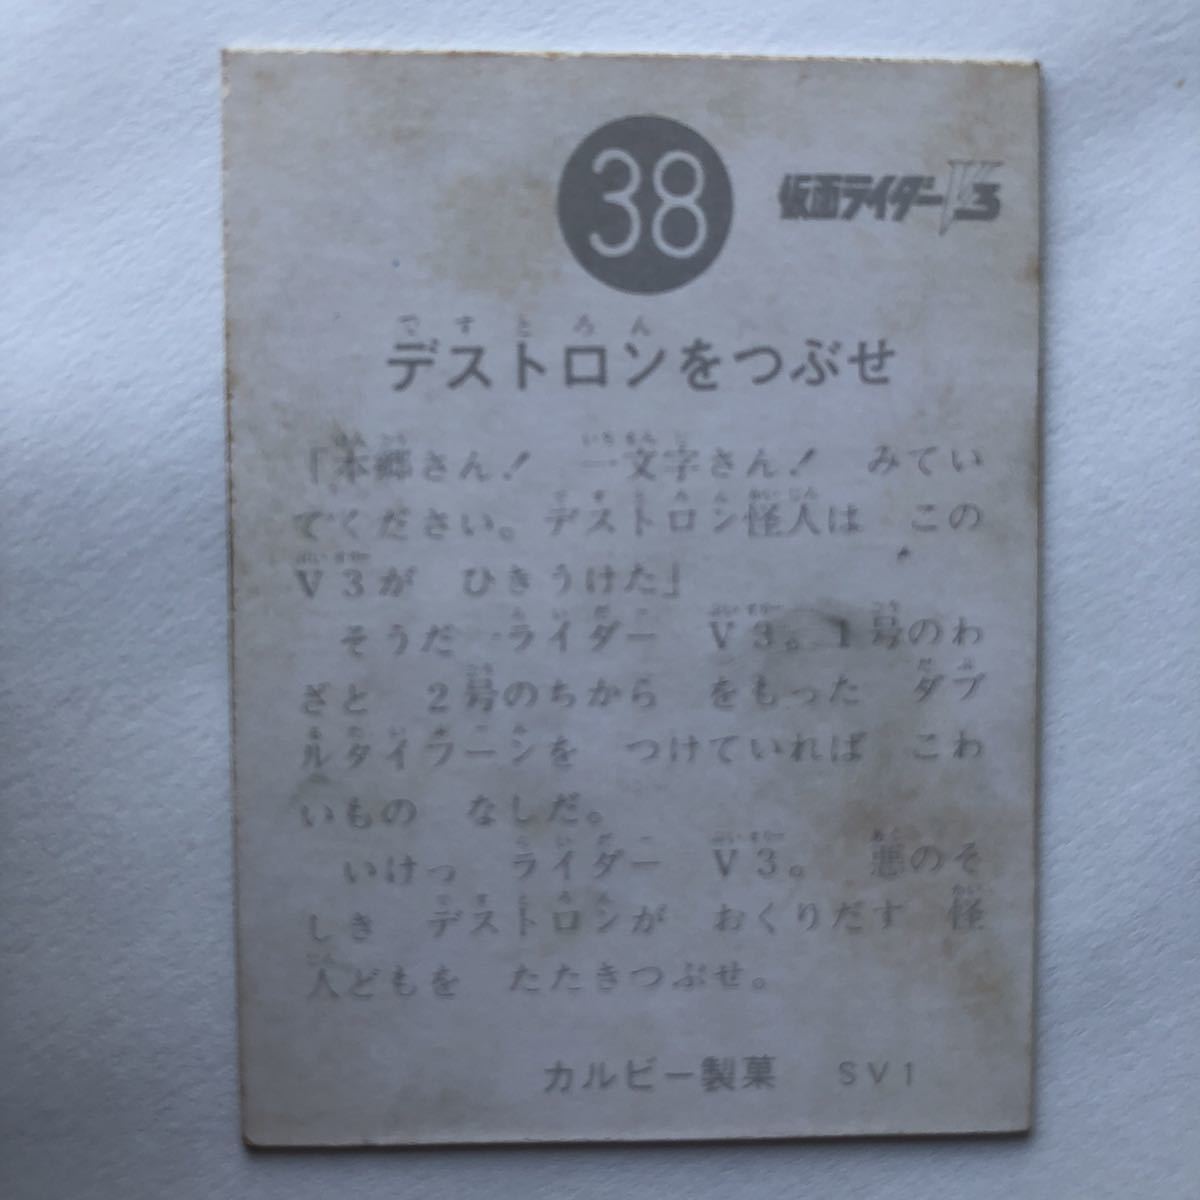 38
仮面ライダーV3
ですとろん
デストロンをつぶせ
「本郷さん! 一文字さん! みてい
でください。デストロン怪人は この
V3が ひきうけた」
そうだ ライダー V3。1号のわ
ざと 2号のちから をもった ダブ
ルタイフーンを つけていれば こわ
いもの なしだ。
いけっ ライダー V3。 悪のそ
しき デストロンが おくりだす 怪
人どもを たたきつぶせ。
カルビー製菓 SV1